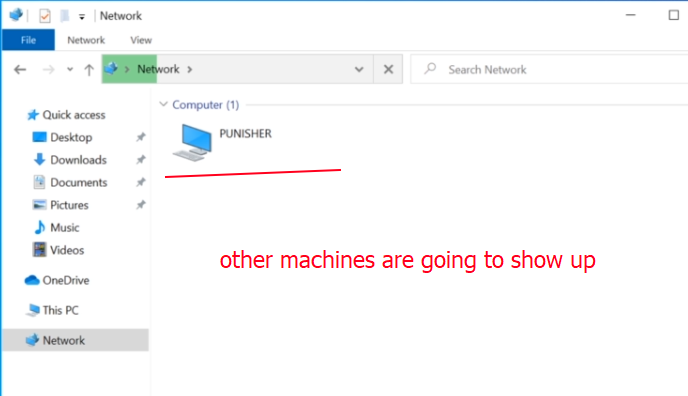 Network
File
Network
View
Network
Search Network
Quick access
Desktop
Downloads
Documents
Pictures
Music
Videos
OneDrive
This PC
Network
Computer (1)
PUNISHER
other machines are going to show up